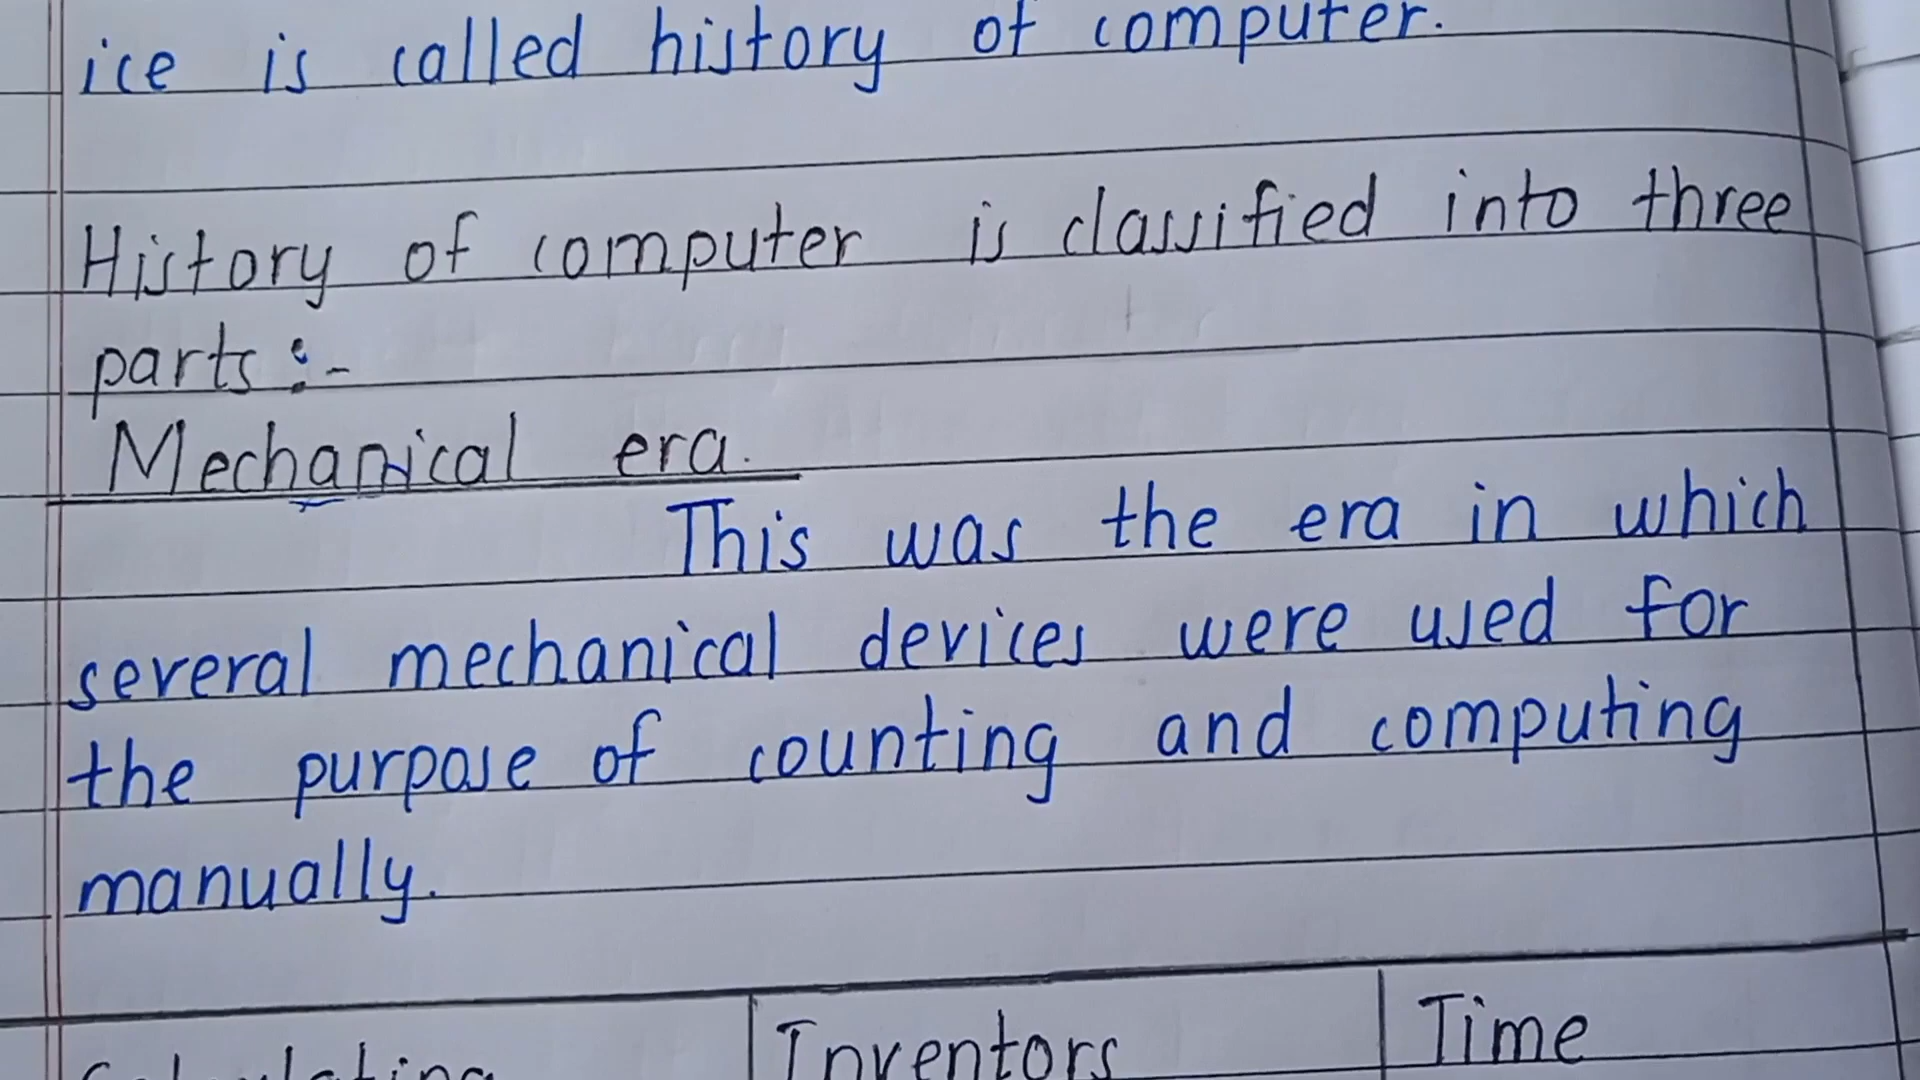 ice is called history of computer.
History of computer is classified into three
parts:-
Mechanical era.
This was the era in which
several mechanical devices were used for
the purpose of counting and computing
manually.
Calculating Inventors Time